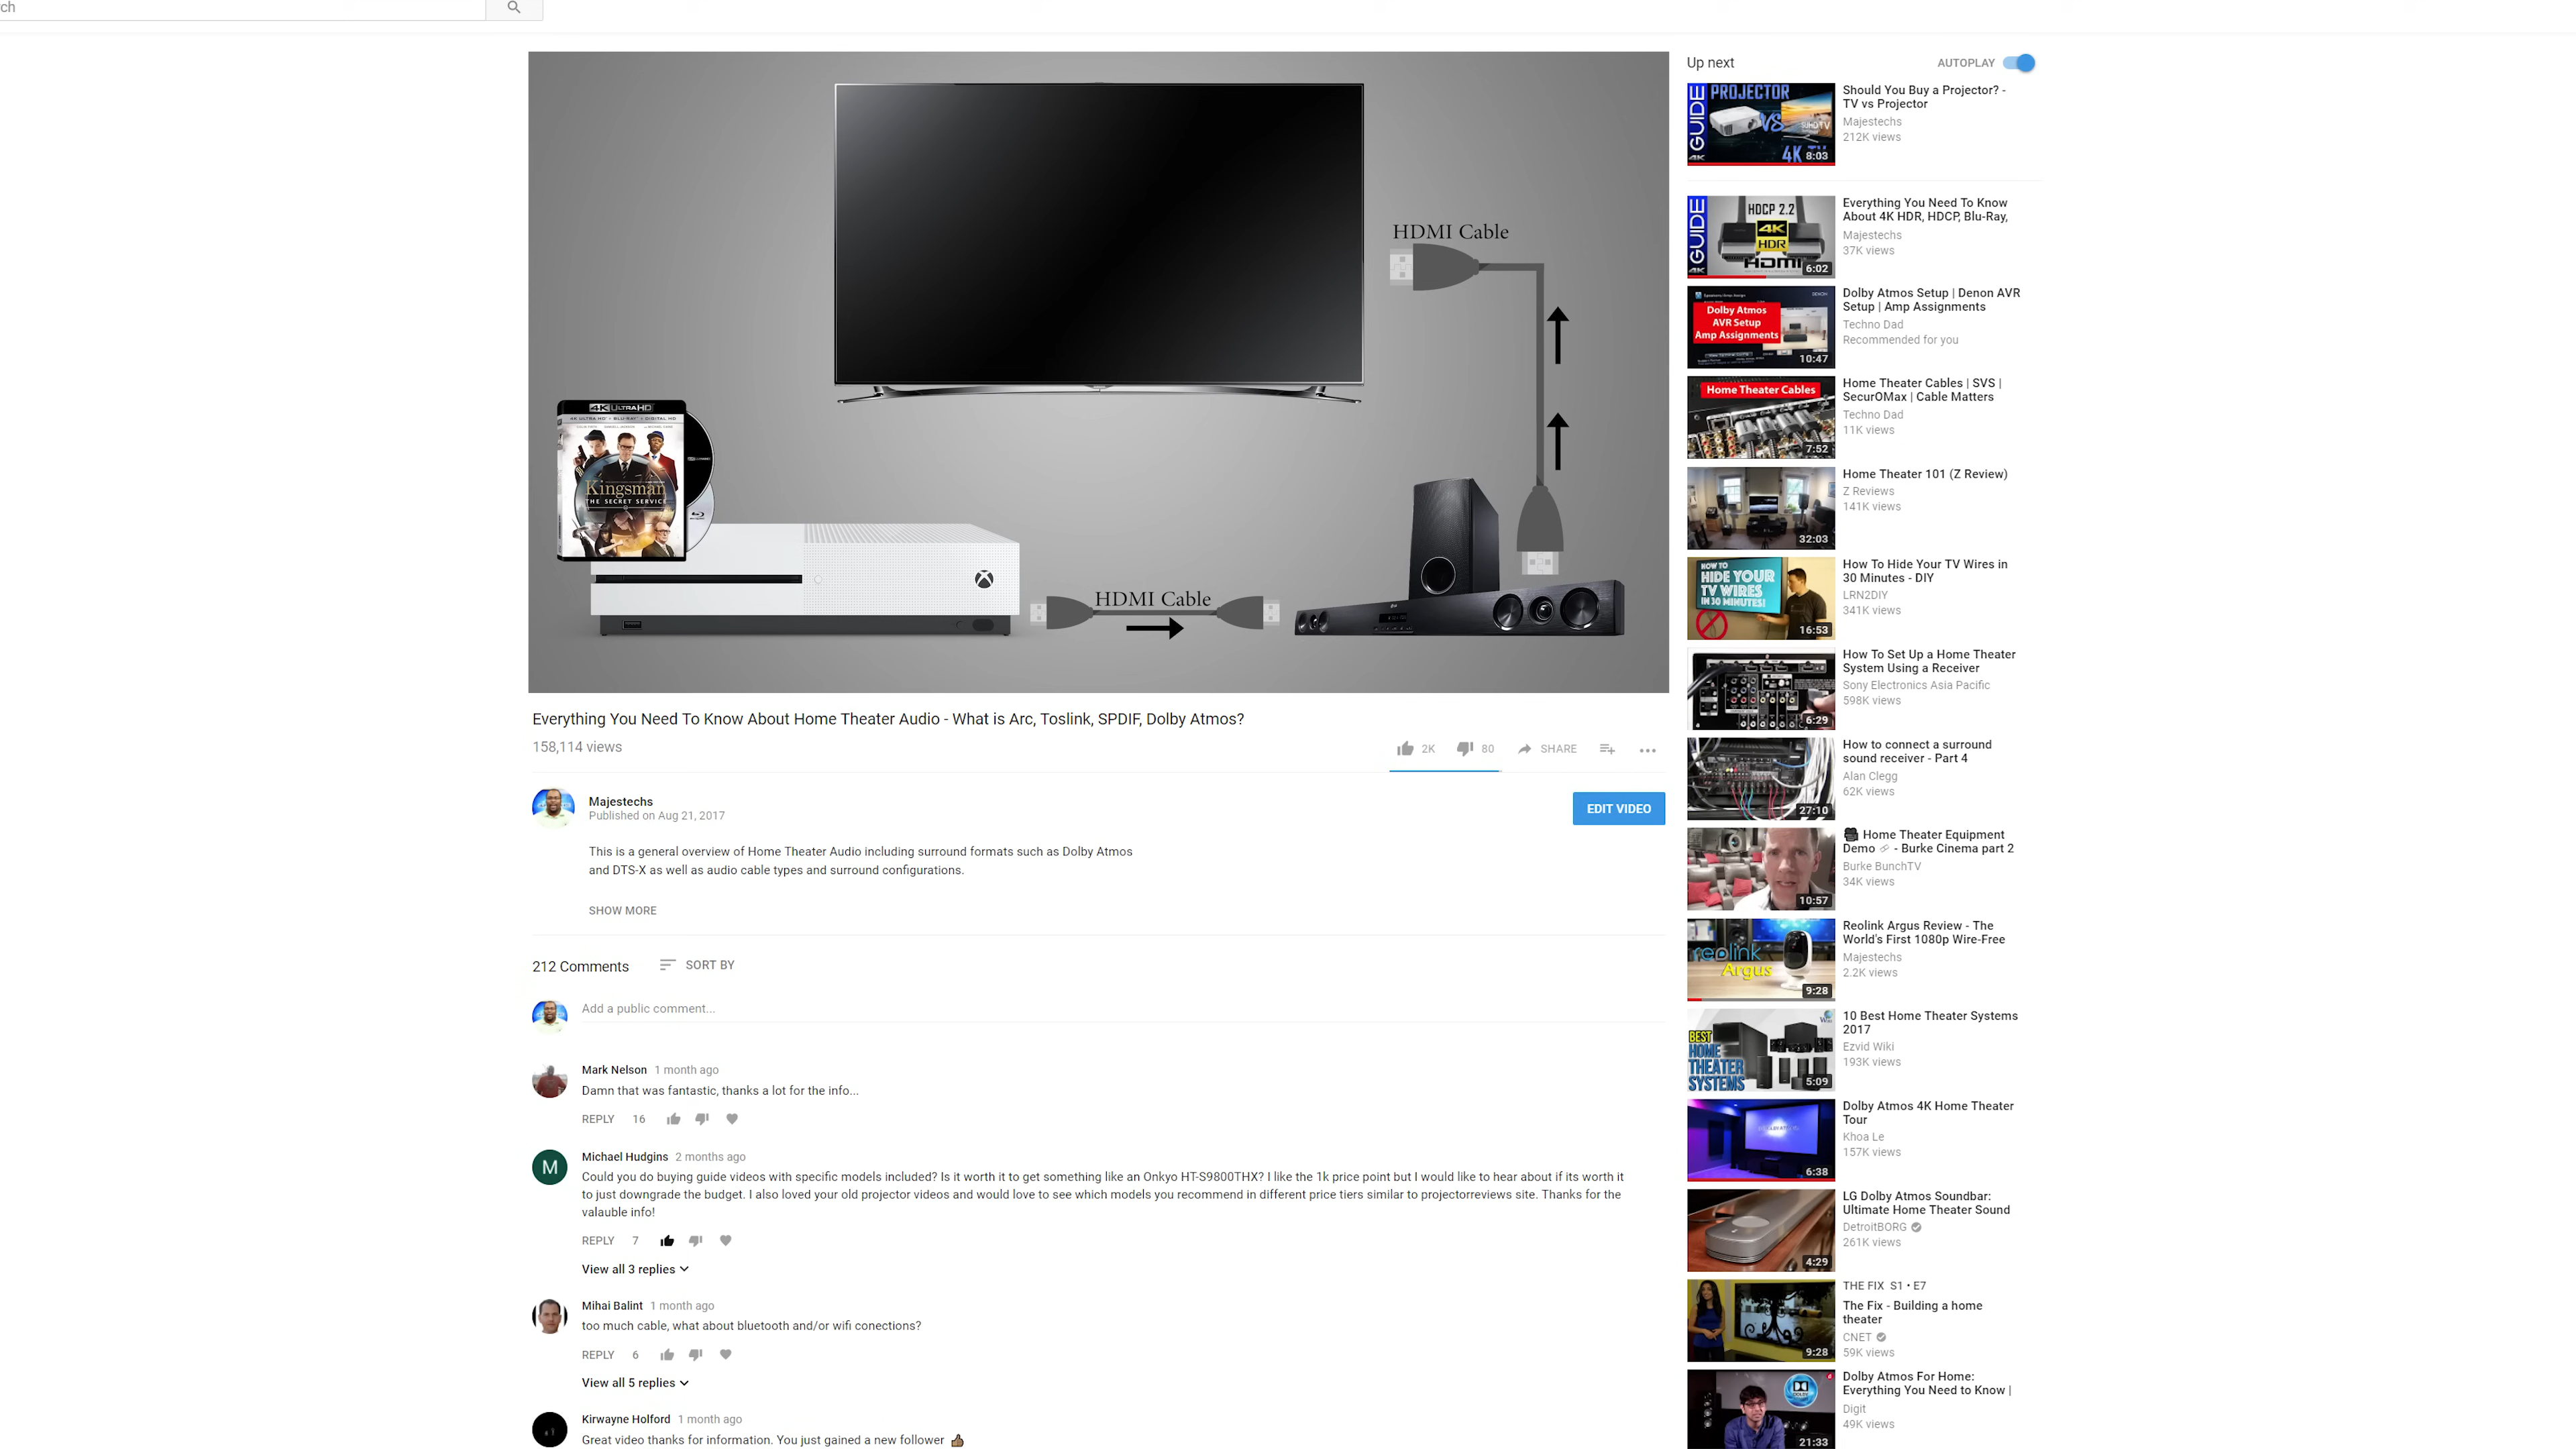 ch
HDMI Cable
4K ULTRA HD
4K ULTRA HD • BLU-RAY • DIGITAL HD
Kingsman
THE SECRET SERVICE
HDMI Cable
Everything You Need To Know About Home Theater Audio - What is Arc, Toslink, SPDIF, Dolby Atmos?
158,114 views
2K
80
SHARE
Majestechs
Published on Aug 21, 2017
EDIT VIDEO
This is a general overview of Home Theater Audio including surround formats such as Dolby Atmos
and DTS-X as well as audio cable types and surround configurations.
SHOW MORE
212 Comments
SORT BY
Add a public comment...
Mark Nelson 1 month ago
Damn that was fantastic, thanks a lot for the info...
REPLY 16
M
Michael Hudgins 2 months ago
Could you do buying guide videos with specific models included? Is it worth it to get something like an Onkyo HT-S9800THX? I like the 1k price point but I would like to hear about if its worth it
to just downgrade the budget. I also loved your old projector videos and would love to see which models you recommend in different price tiers similar to projectorreviews site. Thanks for the
valauble info!
REPLY 7
View all 3 replies
Mihai Balint 1 month ago
too much cable, what about bluetooth and/or wifi conections?
REPLY 6
View all 5 replies
Kirwayne Holford 1 month ago
Great video thanks for information. You just gained a new follower
Up next
AUTOPLAY
GUIDE
4K
PROJECTOR
VS
SUHD TV
4K TV
8:03
Should You Buy a Projector? -
TV vs Projector
Majestechs
212K views
GUIDE
4K
HDCP 2.2
4K
HDR
HDMI
6:02
Everything You Need To Know
About 4K HDR, HDCP, Blu-Ray,
Majestechs
37K views
Dolby Atmos
AVR Setup
Amp Assignments
10:47
Dolby Atmos Setup | Denon AVR
Setup | Amp Assignments
Techno Dad
Recommended for you
Home Theater Cables
7:52
Home Theater Cables | SVS |
SecurOMax | Cable Matters
Techno Dad
11K views
32:03
Home Theater 101 (Z Review)
Z Reviews
141K views
HOW TO
HIDE YOUR
TV WIRES
IN 30 MINUTES!
16:53
How To Hide Your TV Wires in
30 Minutes - DIY
LRN2DIY
341K views
6:29
How To Set Up a Home Theater
System Using a Receiver
Sony Electronics Asia Pacific
598K views
27:10
How to connect a surround
sound receiver - Part 4
Alan Clegg
62K views
10:57
Home Theater Equipment
Demo - Burke Cinema part 2
Burke BunchTV
34K views
reolink
Argus
9:28
Reolink Argus Review - The
World's First 1080p Wire-Free
Majestechs
2.2K views
BEST
HOME
THEATER
SYSTEMS
5:09
10 Best Home Theater Systems
2017
Ezvid Wiki
193K views
6:38
Dolby Atmos 4K Home Theater
Tour
Khoa Le
157K views
4:29
LG Dolby Atmos Soundbar:
Ultimate Home Theater Sound
DetroitBORG
261K views
9:28
THE FIX S1 • E7
The Fix - Building a home
theater
CNET
59K views
21:33
Dolby Atmos For Home:
Everything You Need to Know |
Digit
49K views